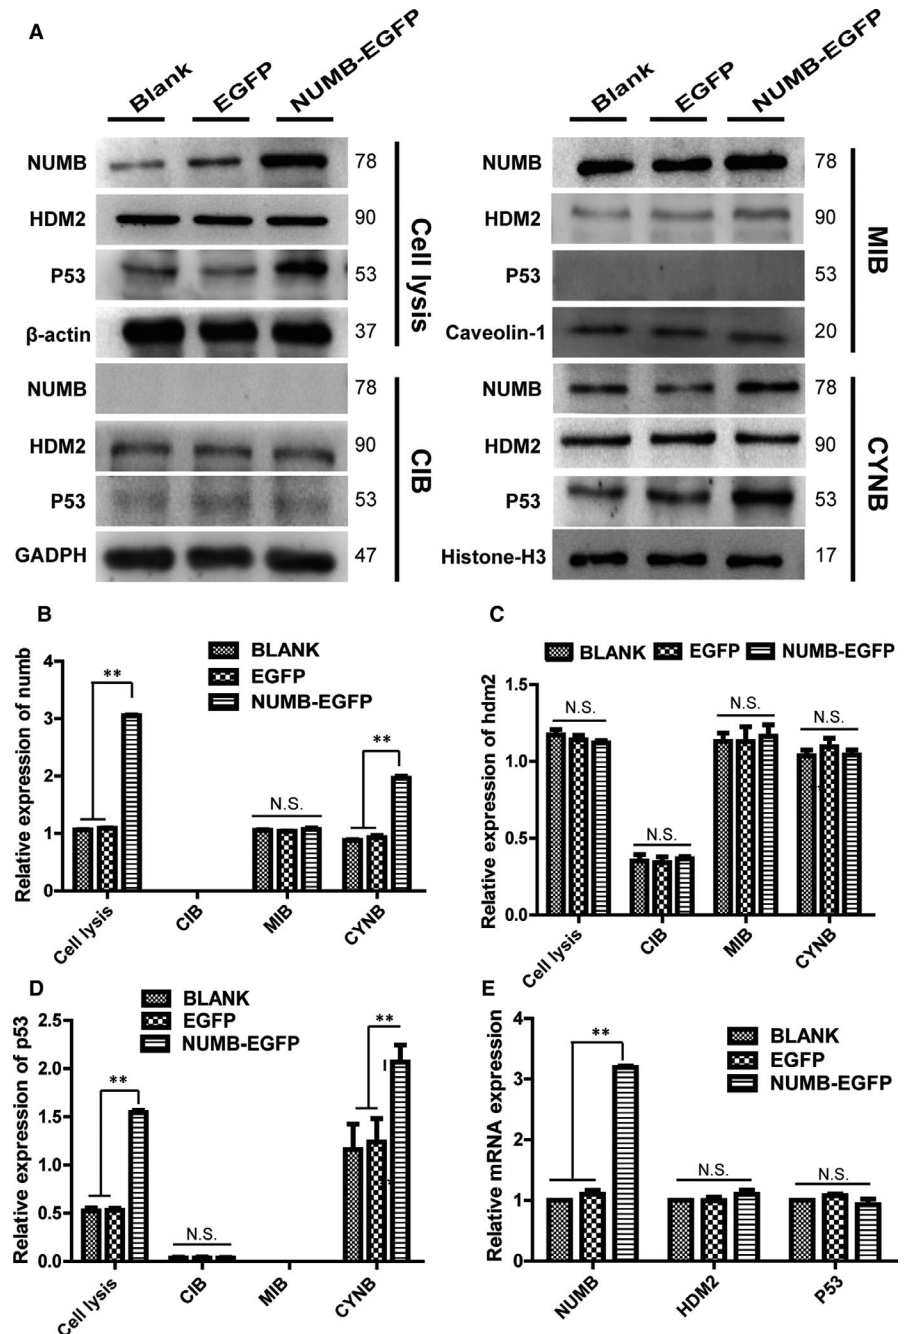 A
Blank EGFP NUMB-EGFP
NUMB 78
HDM2 90
P53 53
β-actin 37
Cell lysis
NUMB 78
HDM2 90
P53 53
GADPH 47
CIB
Blank EGFP NUMB-EGFP
NUMB 78
HDM2 90
P53 53
Caveolin-1 20
MIB
NUMB 78
HDM2 90
P53 53
Histone-H3 17
CYNB
B
BLANK
EGFP
NUMB-EGFP
Relative expression of numb
4
3
2
1
0
**
N.S.
**
Cell lysis CIB MIB CYNB
C
BLANK EGFP NUMB-EGFP
Relative expression of hdm2
1.5
1.0
0.5
0.0
N.S.
N.S.
N.S.
N.S.
Cell lysis CIB MIB CYNB
D
BLANK
EGFP
NUMB-EGFP
Relative expression of p53
2.5
2.0
1.5
1.0
0.5
0.0
**
N.S.
**
Cell lysis CIB MIB CYNB
E
BLANK
EGFP
NUMB-EGFP
Relative mRNA expression
4
3
2
1
0
**
N.S.
N.S.
NUMB HDM2 P53